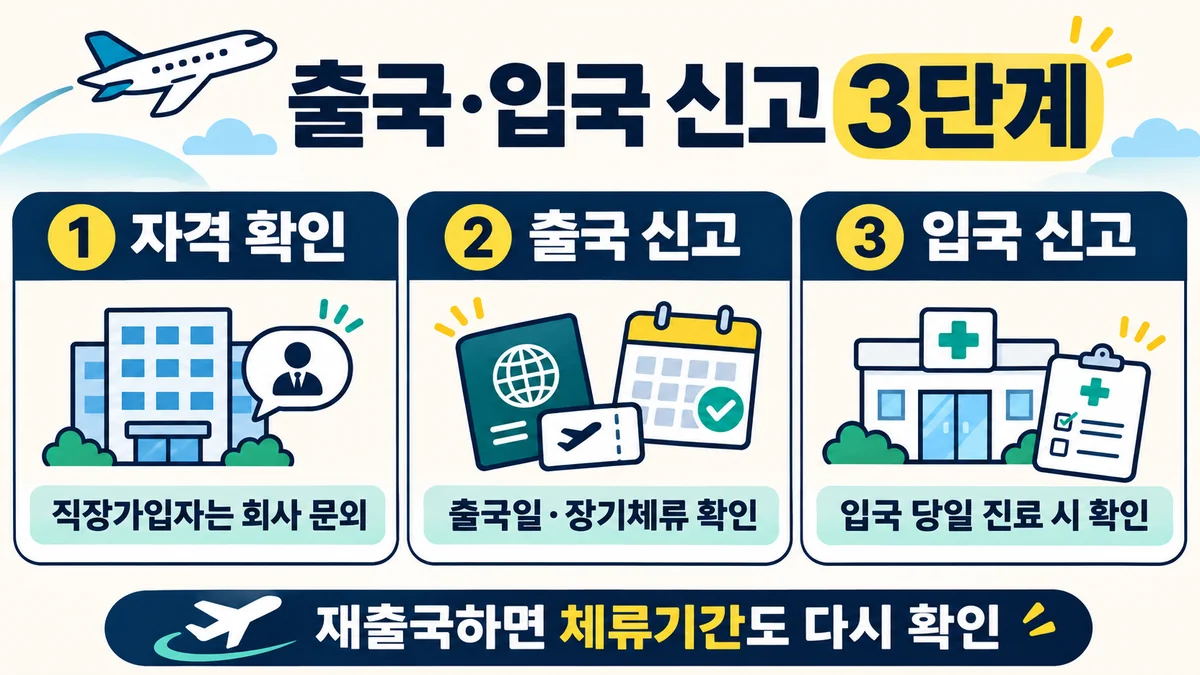 출국·입국 신고 3단계
1 자격 확인
직장가입자는 회사 문외
2 출국 신고
출국일·장기체류 확인
3 입국 신고
입국 당일 진료 시 확인
재출국하면 체류기간도 다시 확인